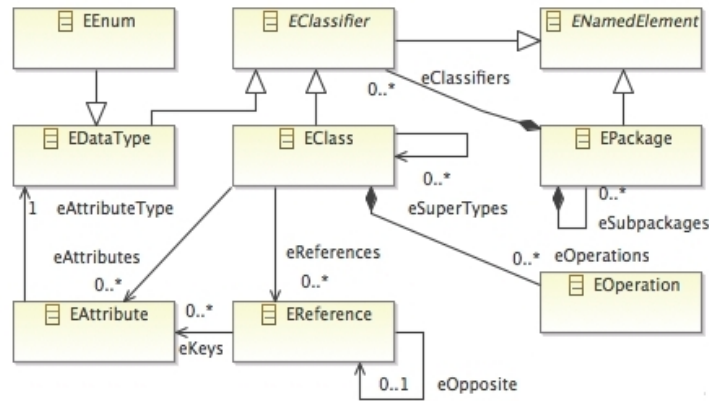 EEnum
EClassifier
ENamedElement
eClassifiers
0..*
EDataType
EClass
EPackage
0..*
0..*
1
eAttributeType
eSuperTypes
eSubpackages
eAttributes
eReferences
0..*
eOperations
0..*
0..*
EOperation
EAttribute
0..*
EReference
eKeys
0..1
eOpposite